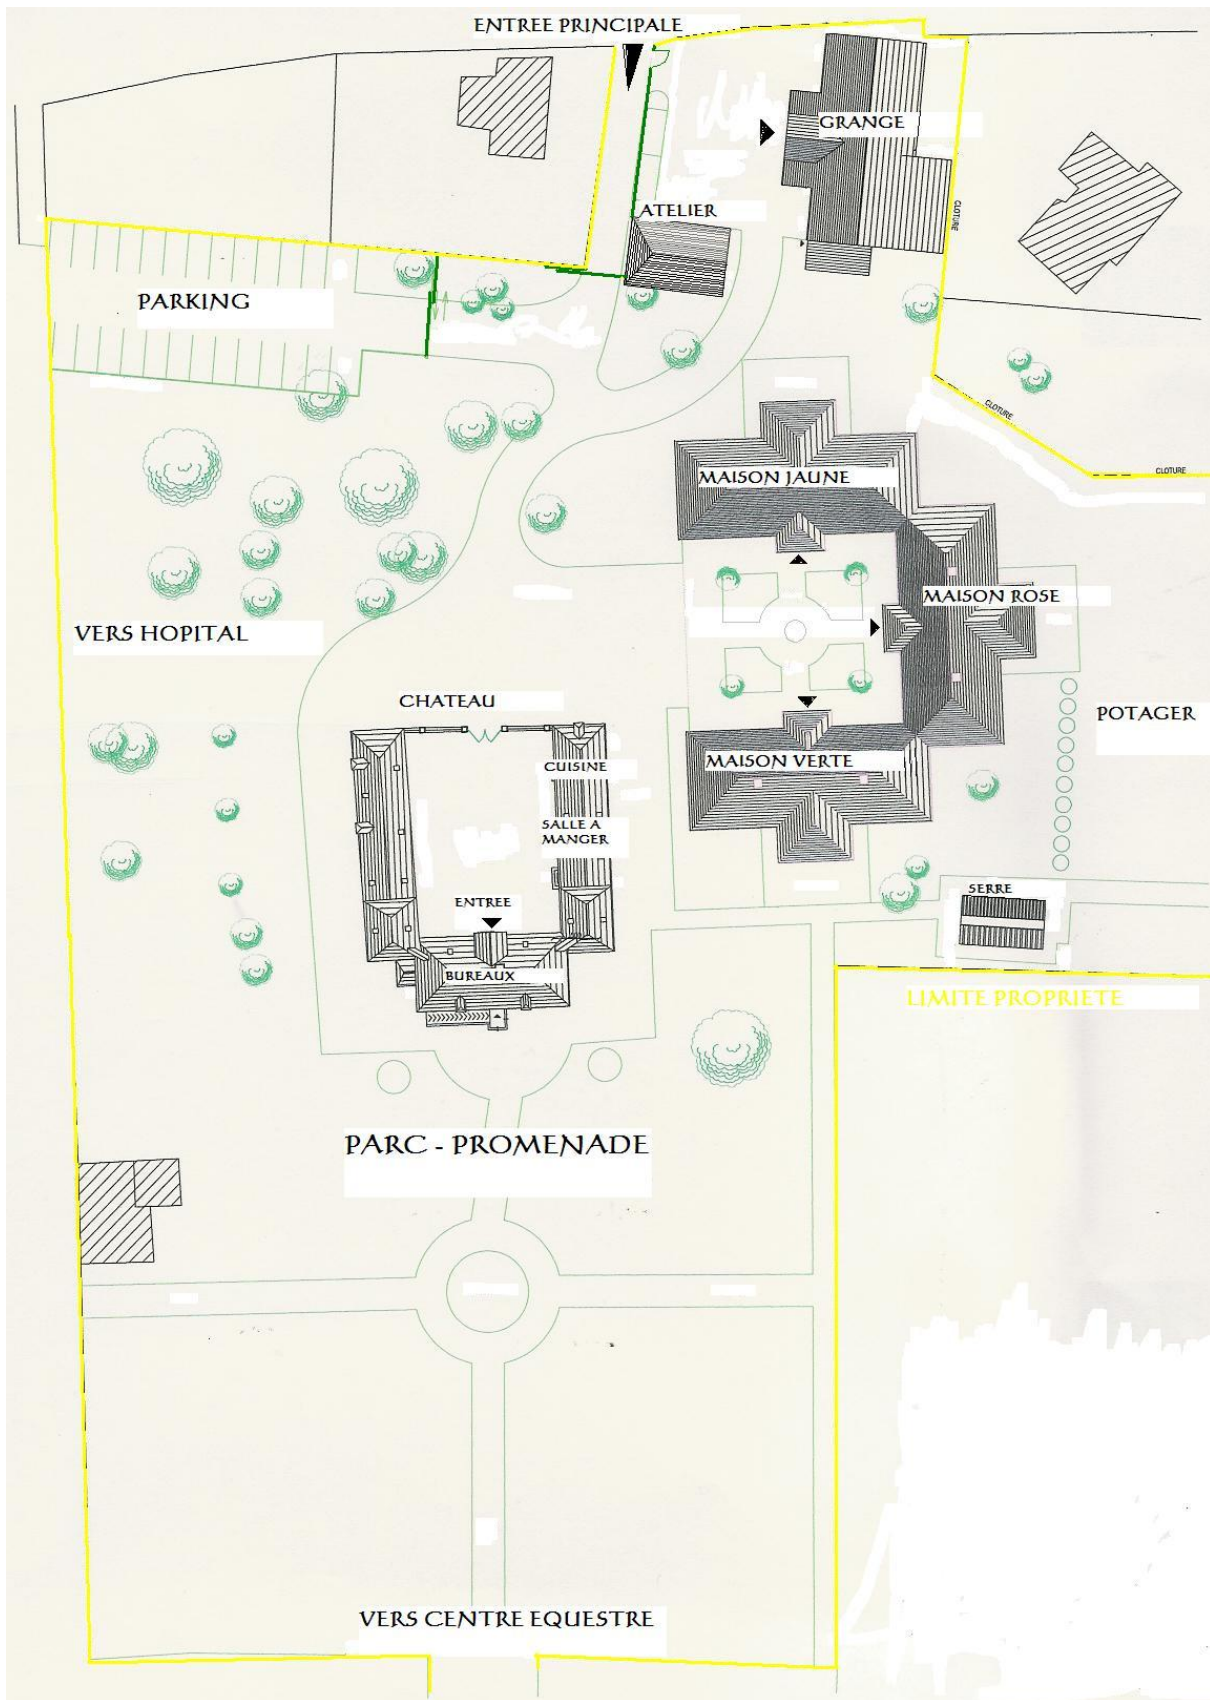 ENTREE PRINCIPALE
GRANGE
ATELIER
CLOTURE
PARKING
CLOTURE
CLOTURE
MAISON JAUNE
MAISON ROSE
VERS HOPITAL
CHATEAU
POTAGER
MAISON VERTE
CUISINE
SALLE A
MANGER
SERRE
ENTREE
BUREAUX
LIMITE PROPRIETE
PARC - PROMENADE
VERS CENTRE EQUESTRE